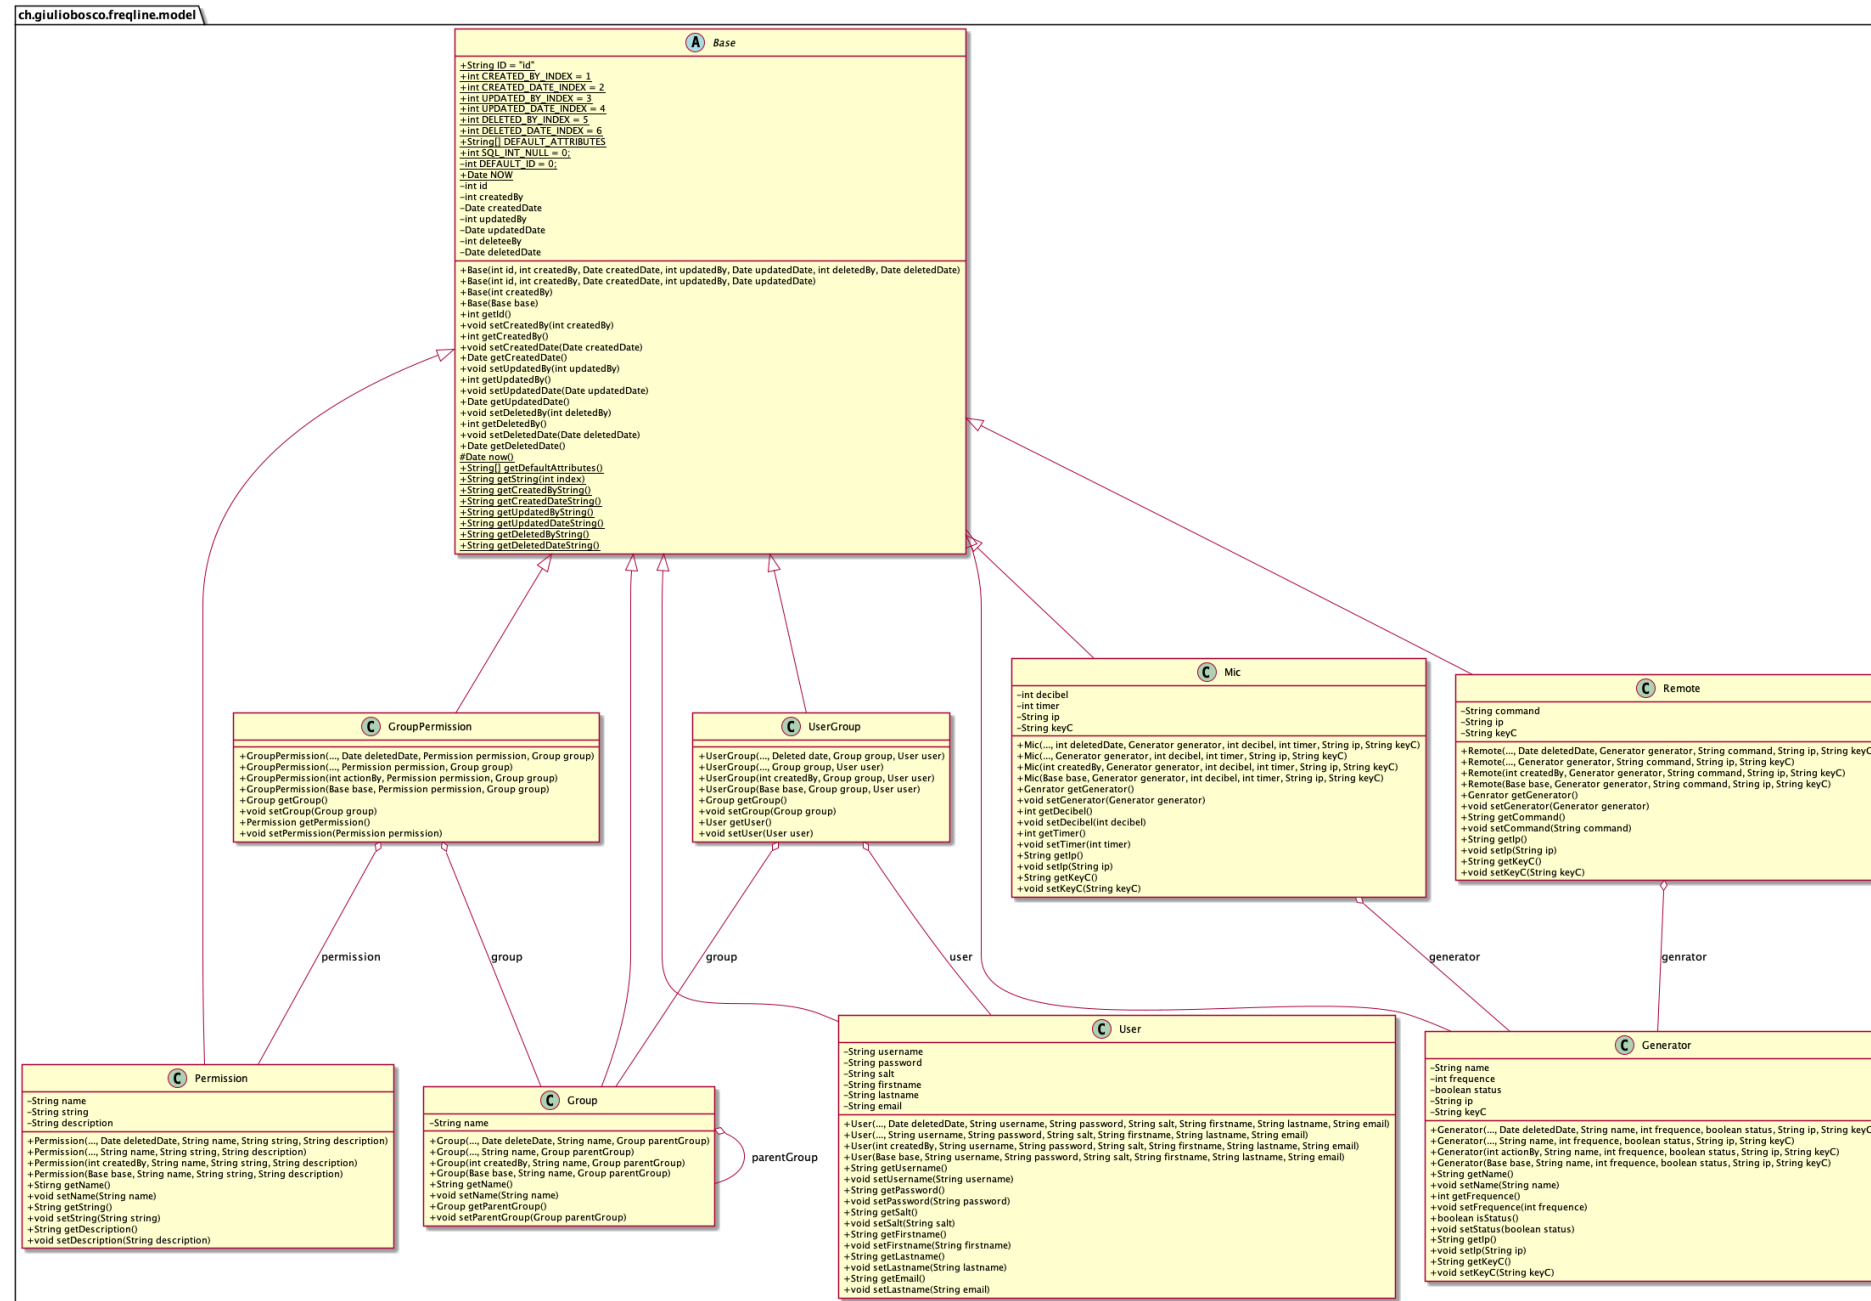 ch.giuliobosco.freqline.model
Base
+String ID = "id"
+int CREATED_BY_INDEX = 1
+int CREATED_DATE_INDEX = 2
+int UPDATED_BY_INDEX = 3
+int UPDATED_DATE_INDEX = 4
+int DELETED_BY_INDEX = 5
+int DELETED_DATE_INDEX = 6
+String[] DEFAULT_ATTRIBUTES
+int SQL_INT_NULL = 0;
-int DEFAULT_ID = 0;
+Date NOW
-int id
-int createdBy
-Date createdDate
-int updatedBy
-Date updatedDate
-int deleteeBy
-Date deletedDate
+Base(int id, int createdBy, Date createdDate, int updatedBy, Date updatedDate, int deletedBy, Date deletedDate)
+Base(int id, int createdBy, Date createdDate, int updatedBy, Date updatedDate)
+Base(int createdBy)
+Base(Base base)
+int getId()
+void setCreatedBy(int createdBy)
+int getCreatedBy()
+void setCreatedDate(Date createdDate)
+Date getCreatedDate()
+void setUpdatedBy(int updatedBy)
+int getUpdatedBy()
+void setUpdatedDate(Date updatedDate)
+Date getUpdatedDate()
+void setDeletedBy(int deletedBy)
+int getDeletedBy()
+void setDeletedDate(Date deletedDate)
+Date getDeletedDate()
#Date now()
+String[] getDefaultAttributes()
+String getString(int index)
+String getCreatedByString()
+String getCreatedDateString()
+String getUpdatedByString()
+String getUpdatedDateString()
+String getDeletedByString()
+String getDeletedDateString()
GroupPermission
+GroupPermission(..., Date deletedDate, Permission permission, Group group)
+GroupPermission(..., Permission permission, Group group)
+GroupPermission(int actionBy, Permission permission, Group group)
+GroupPermission(Base base, Permission permission, Group group)
+Group getGroup()
+void setGroup(Group group)
+Permission getPermission()
+void setPermission(Permission permission)
UserGroup
+UserGroup(..., Deleted date, Group group, User user)
+UserGroup(..., Group group, User user)
+UserGroup(int createdBy, Group group, User user)
+UserGroup(Base base, Group group, User user)
+Group getGroup()
+void setGroup(Group group)
+User getUser()
+void setUser(User user)
Mic
-int decibel
-int timer
-String ip
-String keyC
+Mic(..., int deletedDate, Generator generator, int decibel, int timer, String ip, String keyC)
+Mic(..., Generator generator, int decibel, int timer, String ip, String keyC)
+Mic(int createdBy, Generator generator, int decibel, int timer, String ip, String keyC)
+Mic(Base base, Generator generator, int decibel, int timer, String ip, String keyC)
+Genrator getGenerator()
+void setGenerator(Generator generator)
+int getDecibel()
+void setDecibel(int decibel)
+int getTimer()
+void setTimer(int timer)
+String getIp()
+void setIp(String ip)
+String getKeyC()
+void setKeyC(String keyC)
Remote
-String command
-String ip
-String keyC
+Remote(..., Date deletedDate, Generator generator, String command, String ip, String keyC
+Remote(..., Generator generator, String command, String ip, String keyC)
+Remote(int createdBy, Generator generator, String command, String ip, String keyC)
+Remote(Base base, Generator generator, String command, String ip, String keyC)
+Genrator getGenerator()
+void setGenerator(Generator generator)
+String getCommand()
+void setCommand(String command)
+String getIp()
+void setIp(String ip)
+String getKeyC()
+void setKeyC(String keyC)
permission
group
group
user
generator
genrator
Permission
-String name
-String string
-String description
+Permission(..., Date deletedDate, String name, String string, String description)
+Permission(..., String name, String string, String description)
+Permission(int createdBy, String name, String string, String description)
+Permission(Base base, String name, String string, String description)
+Stirng getName()
+void setName(String name)
+String getString()
+void setString(String string)
+String getDescription()
+void setDescription(String description)
Group
-String name
+Group(..., Date deleteDate, String name, Group parentGroup)
+Group(..., String name, Group parentGroup)
+Group(int createdBy, String name, Group parentGroup)
+Group(Base base, String name, Group parentGroup)
+String getName()
+void setName(String name)
+Group getParentGroup()
+void setParentGroup(Group parentGroup)
parentGroup
User
-String username
-String password
-String salt
-String firstname
-String lastname
-String email
+User(..., Date deletedDate, String username, String password, String salt, String firstname, String lastname, String email)
+User(..., String username, String password, String salt, String firstname, String lastname, String email)
+User(int createdBy, String username, String password, String salt, String firstname, String lastname, String email)
+User(Base base, String username, String password, String salt, String firstname, String lastname, String email)
+String getUsername()
+void setUsername(String username)
+String getPassword()
+void setPassword(String password)
+String getSalt()
+void setSalt(String salt)
+String getFirstname()
+void setFirstname(String firstname)
+String getLastname()
+void setLastname(String lastname)
+String getEmail()
+void setLastname(String email)
Generator
-String name
-int frequence
-boolean status
-String ip
-String keyC
+Generator(..., Date deletedDate, String name, int frequence, boolean status, String ip, String keyC
+Generator(..., String name, int frequence, boolean status, String ip, String keyC)
+Generator(int actionBy, String name, int frequence, boolean status, String ip, String keyC)
+Generator(Base base, String name, int frequence, boolean status, String ip, String keyC)
+String getName()
+void setName(String name)
+int getFrequence()
+void setFrequence(int frequence)
+boolean isStatus()
+void setStatus(boolean status)
+String getIp()
+void setIp(String ip)
+String getKeyC()
+void setKeyC(String keyC)